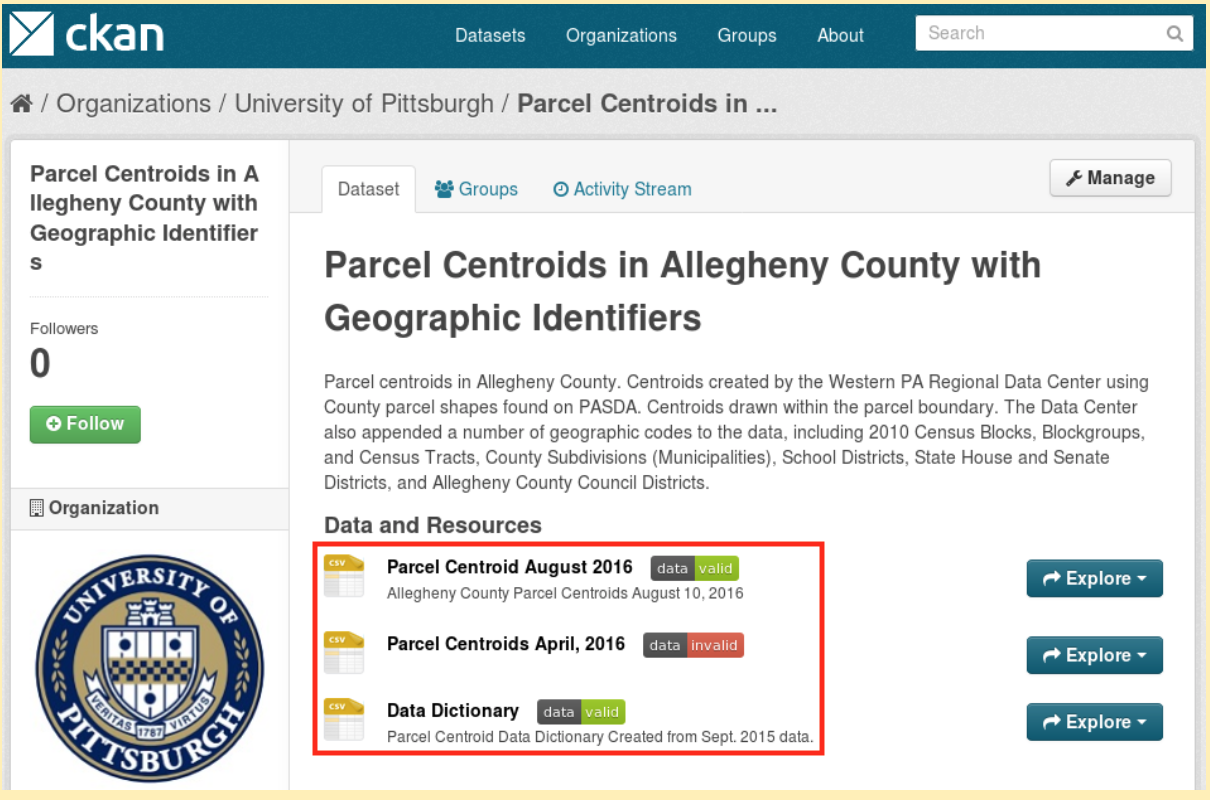 ckan
Datasets Organizations Groups About Search
/ Organizations / University of Pittsburgh / Parcel Centroids in ...
Parcel Centroids in A
llegheny County with
Geographic Identifier
s
Followers
0
Follow
Organization
UNIVERSITY OF
PITTSBURGH
VERITAS 1787 VIRTUS
Dataset Groups Activity Stream
Manage
Parcel Centroids in Allegheny County with
Geographic Identifiers
Parcel centroids in Allegheny County. Centroids created by the Western PA Regional Data Center using
County parcel shapes found on PASDA. Centroids drawn within the parcel boundary. The Data Center
also appended a number of geographic codes to the data, including 2010 Census Blocks, Blockgroups,
and Census Tracts, County Subdivisions (Municipalities), School Districts, State House and Senate
Districts, and Allegheny County Council Districts.
Data and Resources
CSV Parcel Centroid August 2016 data valid
Allegheny County Parcel Centroids August 10, 2016
Explore
CSV Parcel Centroids April, 2016 data invalid
Explore
CSV Data Dictionary data valid
Parcel Centroid Data Dictionary Created from Sept. 2015 data.
Explore